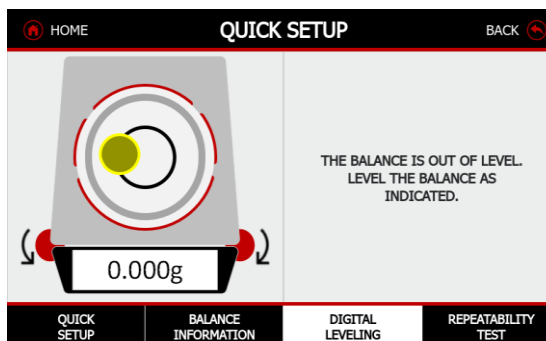 HOME
QUICK SETUP
BACK
THE BALANCE IS OUT OF LEVEL.
LEVEL THE BALANCE AS
INDICATED.
0.000g
QUICK
SETUP
BALANCE
INFORMATION
DIGITAL
LEVELING
REPEATABILITY
TEST